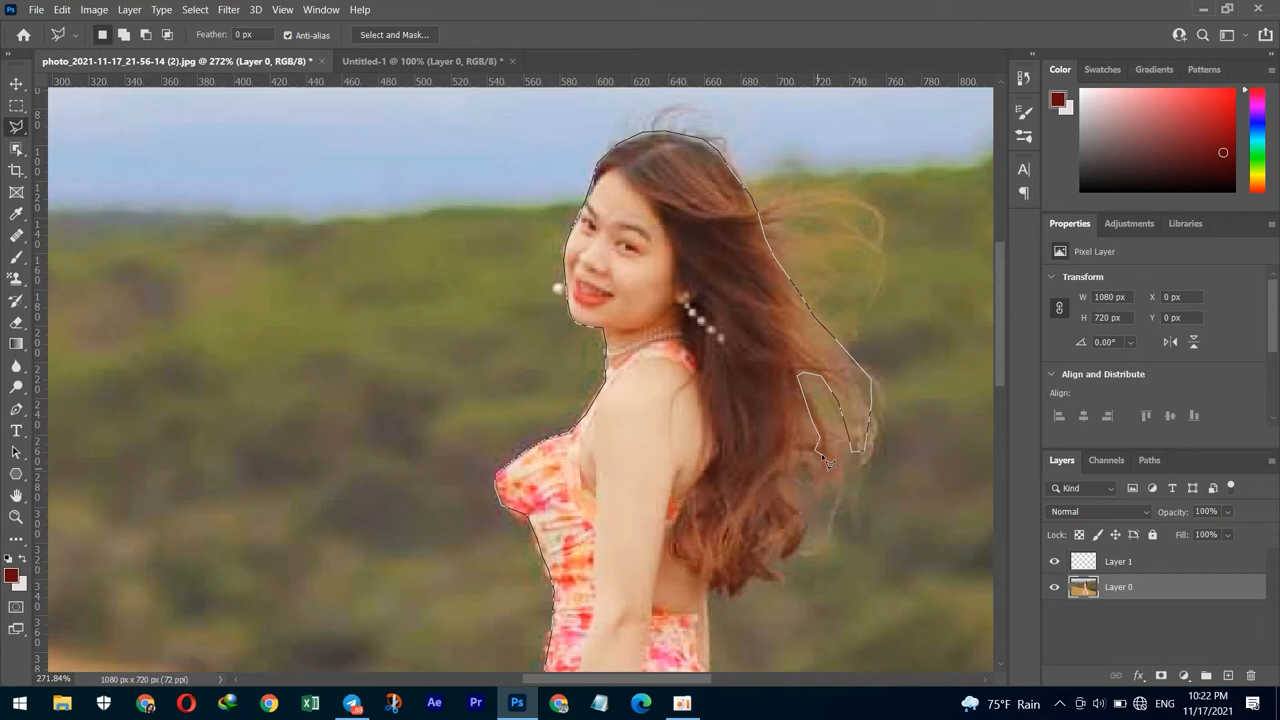 Ps File Edit Image Layer Type Select Filter 3D View Window Help
Feather: 0 px Anti-alias Select and Mask...
photo_2021-11-17_21-56-14 (2).jpg @ 272% (Layer 0, RGB/8) * × Untitled-1 @ 100% (Layer 0, RGB/8) * ×
300 400 420 440 460 480 500 520 540 560 580 600 620 640 660 680 700 720 740 760 780 800
Color Swatches Gradients Patterns
Properties Adjustments Libraries
Pixel Layer
Transform
W 1080 px X 0 px
H 720 px Y 0 px
0.00°
Align and Distribute
Align:
Layers Channels Paths
Kind
Normal Opacity: 100%
Lock: Fill: 100%
Layer 1
Layer 0
271.84% 1080 px x 720 px (72 ppi)
Ae Pr Ps 75°F Rain ENG 10:22 PM
11/17/2021